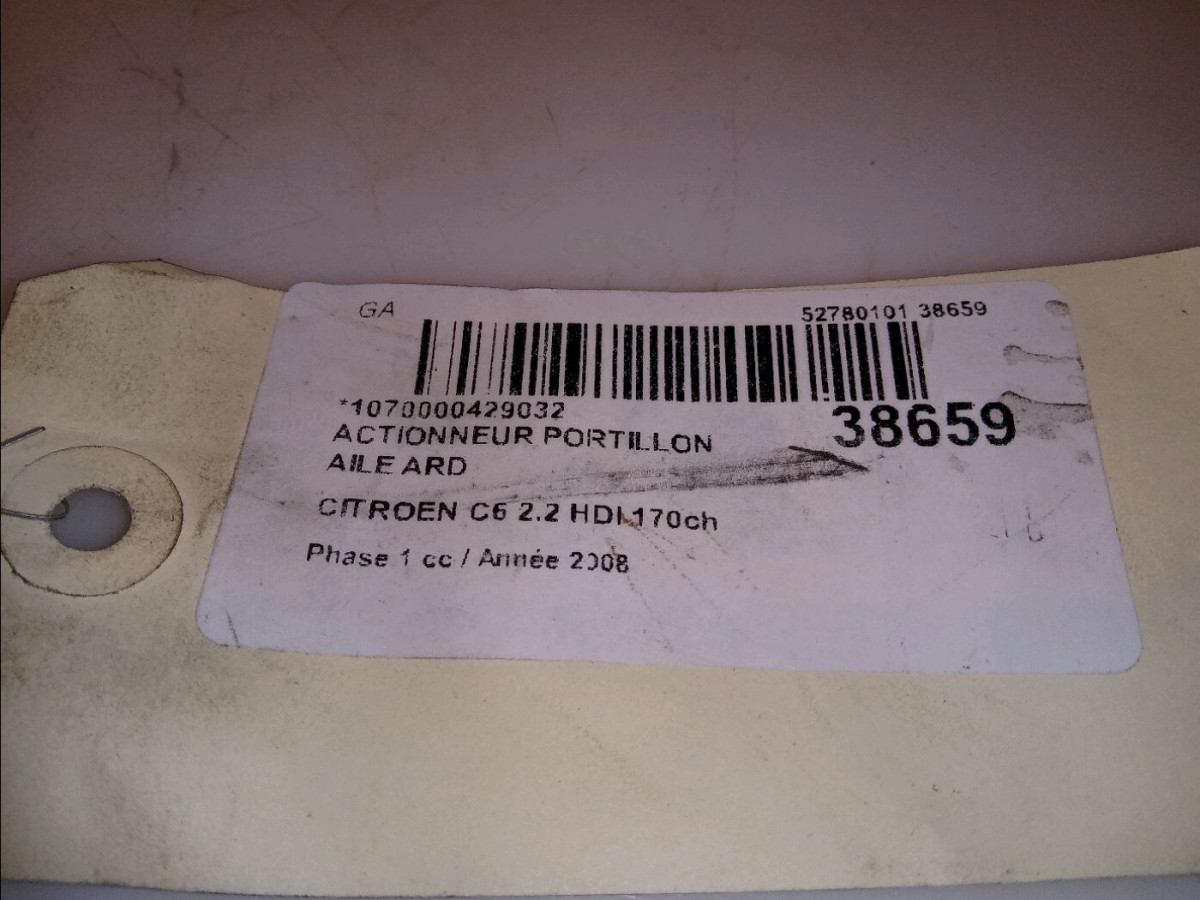 GA
52780101 38659
*1070000429032
38659
ACTIONNEUR PORTILLON
AILE ARD
CITROEN C6 2.2 HDI 170ch
Phase 1 cc / Année 2008